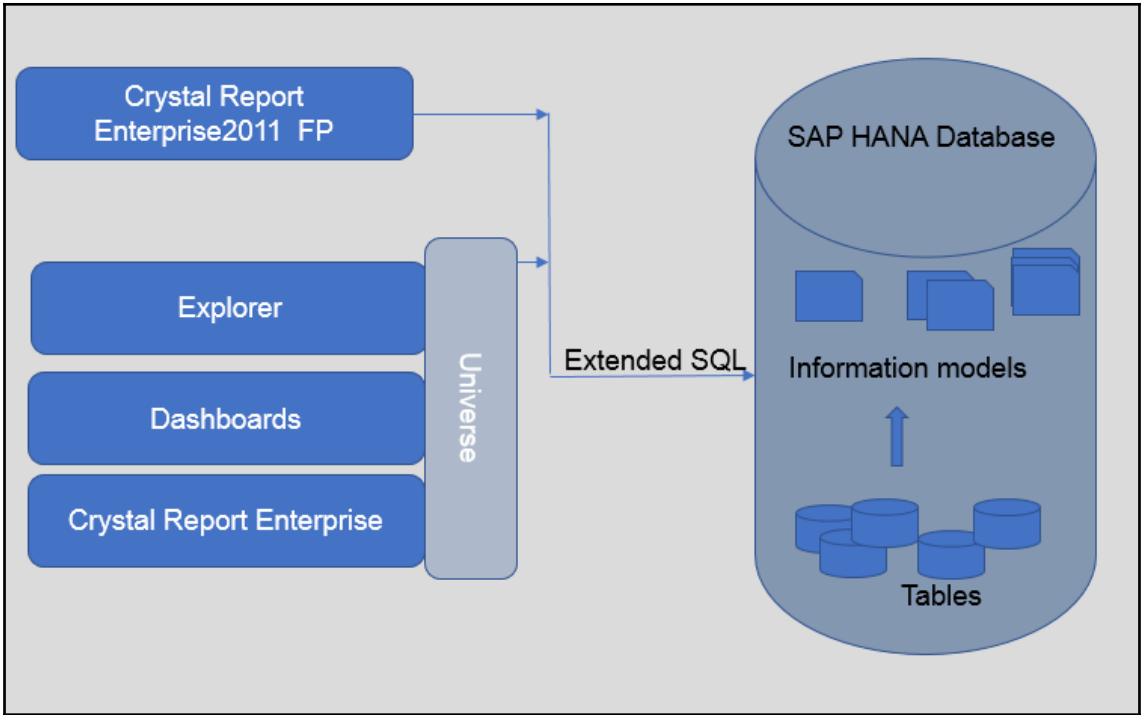 Crystal Report
Enterprise2011 FP
SAP HANA Database
Explorer
Universe
Extended SQL
Information models
Dashboards
Crystal Report Enterprise
Tables